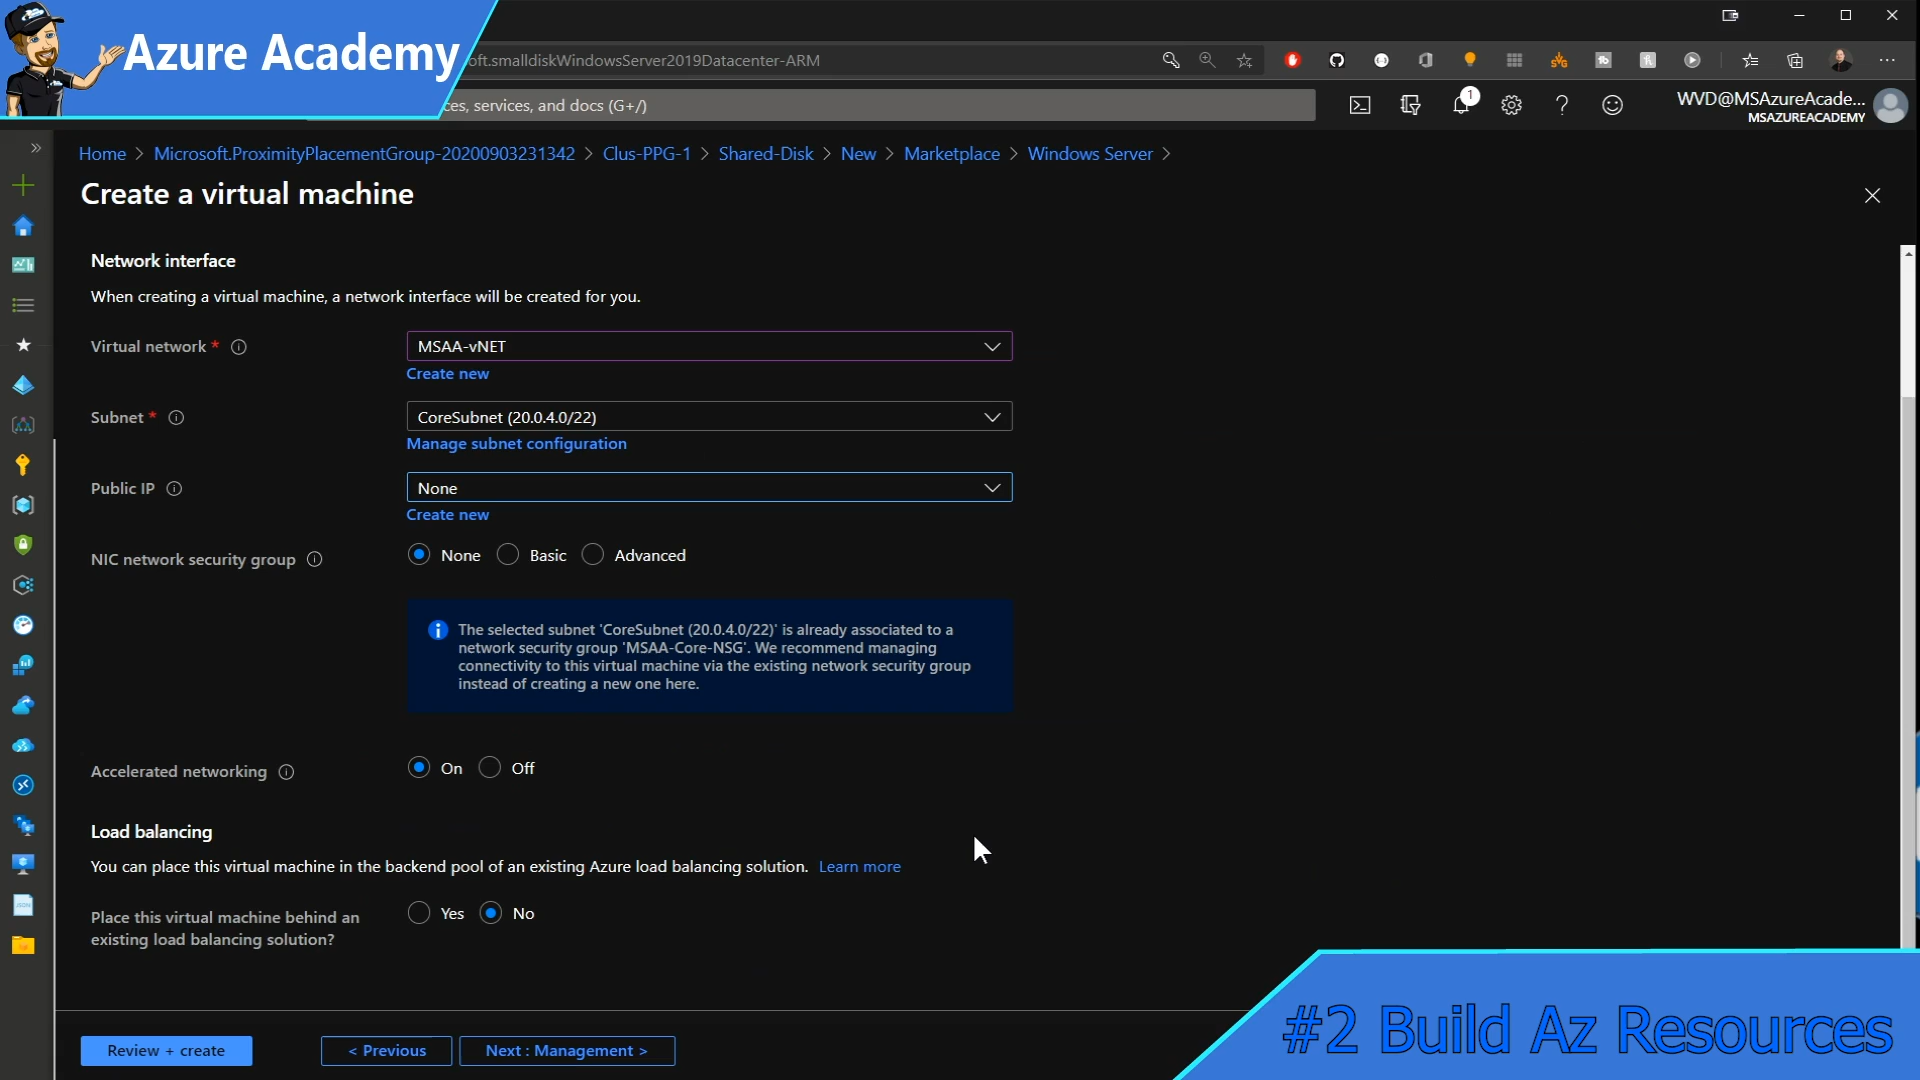 Azure Academy
oft.smalldiskWindowsServer2019Datacenter-ARM
ces, services, and docs (G+/)
1
WVD@MSAzureAcade...
MSAZUREACADEMY
Home > Microsoft.ProximityPlacementGroup-20200903231342 > Clus-PPG-1 > Shared-Disk > New > Marketplace > Windows Server >
Create a virtual machine
Network interface
When creating a virtual machine, a network interface will be created for you.
Virtual network *
MSAA-vNET
Create new
Subnet *
CoreSubnet (20.0.4.0/22)
Manage subnet configuration
Public IP
None
Create new
NIC network security group
None Basic Advanced
The selected subnet 'CoreSubnet (20.0.4.0/22)' is already associated to a
network security group 'MSAA-Core-NSG'. We recommend managing
connectivity to this virtual machine via the existing network security group
instead of creating a new one here.
Accelerated networking
On Off
Load balancing
You can place this virtual machine in the backend pool of an existing Azure load balancing solution. Learn more
Place this virtual machine behind an
existing load balancing solution?
Yes No
Review + create
< Previous
Next : Management >
#2 Build Az Resources